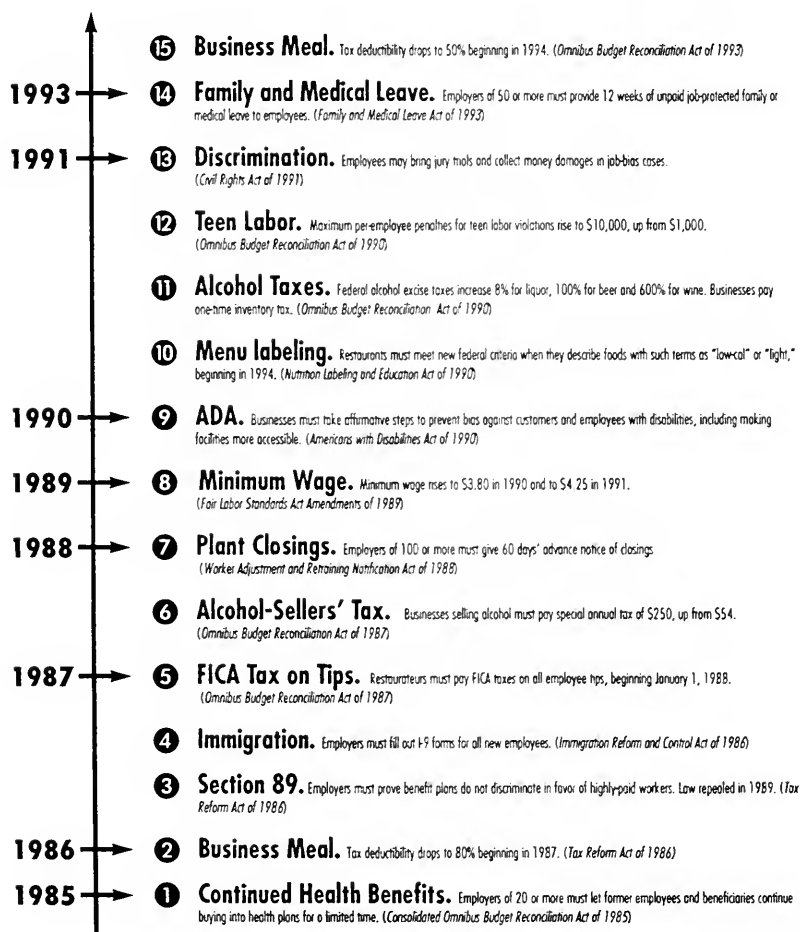 15 Business Meal. Tax deductibility drops to 50% beginning in 1994. (Omnibus Budget Reconciliation Act of 1993)
1993 14 Family and Medical Leave. Employers of 50 or more must provide 12 weeks of unpaid job-protected family or
medical leave to employees. (Family and Medical Leave Act of 1993)
1991 13 Discrimination. Employees may bring jury trials and collect money damages in job-bias cases.
(Civil Rights Act of 1991)
12 Teen Labor. Maximum per-employee penalties for teen labor violations rise to $10,000, up from $1,000.
(Omnibus Budget Reconciliation Act of 1990)
11 Alcohol Taxes. Federal alcohol excise taxes increase 8% for liquor, 100% for beer and 600% for wine. Businesses pay
one-time inventory tax. (Omnibus Budget Reconciliation Act of 1990)
10 Menu labeling. Restaurants must meet new federal criteria when they describe foods with such terms as "low-cal" or "light,"
beginning in 1994. (Nutrition Labeling and Education Act of 1990)
1990 9 ADA. Businesses must take affirmative steps to prevent bias against customers and employees with disabilities, including making
facilities more accessible. (Americans with Disabilities Act of 1990)
1989 8 Minimum Wage. Minimum wage rises to $3.80 in 1990 and to $4.25 in 1991.
(Fair Labor Standards Act Amendments of 1989)
1988 7 Plant Closings. Employers of 100 or more must give 60 days' advance notice of closings
(Worker Adjustment and Retraining Notification Act of 1988)
6 Alcohol-Sellers' Tax. Businesses selling alcohol must pay special annual tax of $250, up from $54.
(Omnibus Budget Reconciliation Act of 1987)
1987 5 FICA Tax on Tips. Restaurateurs must pay FICA taxes on all employee tips, beginning January 1, 1988.
(Omnibus Budget Reconciliation Act of 1987)
4 Immigration. Employers must fill out I-9 forms for all new employees. (Immigration Reform and Control Act of 1986)
3 Section 89. Employers must prove benefit plans do not discriminate in favor of highly-paid workers. Law repealed in 1989. (Tax
Reform Act of 1986)
1986 2 Business Meal. Tax deductibility drops to 80% beginning in 1987. (Tax Reform Act of 1986)
1985 1 Continued Health Benefits. Employers of 20 or more must let former employees and beneficiaries continue
buying into health plans for a limited time. (Consolidated Omnibus Budget Reconciliation Act of 1985)